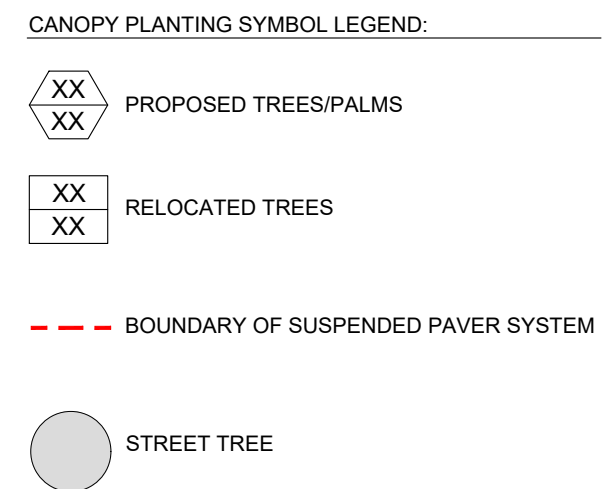 CANOPY PLANTING SYMBOL LEGEND:
XX
XX
PROPOSED TREES/PALMS
XX
XX
RELOCATED TREES
BOUNDARY OF SUSPENDED PAVER SYSTEM
STREET TREE